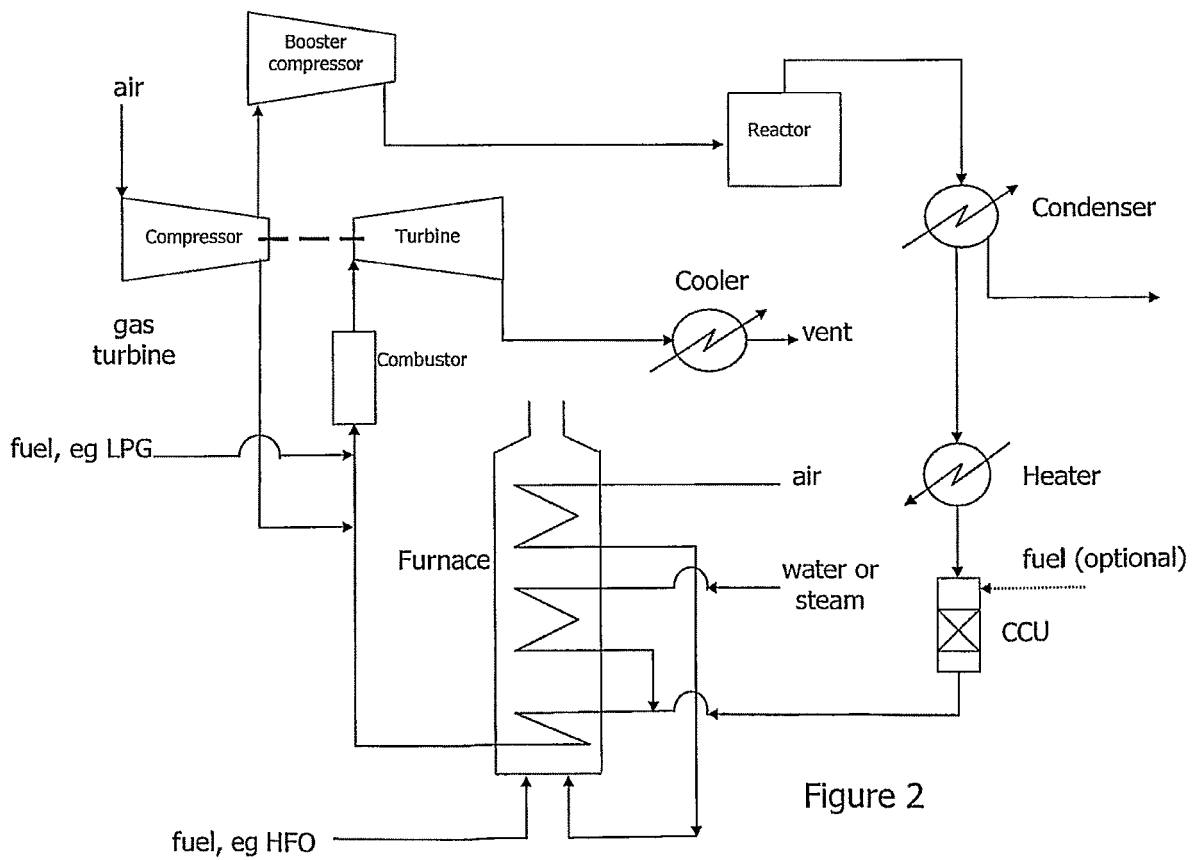 Booster
compressor
air
Reactor
Compressor
Turbine
Condenser
Cooler
gas
turbine
vent
Combustor
fuel, eg LPG
Heater
air
Furnace
water or
steam
fuel (optional)
CCU
Figure 2
fuel, eg HFO